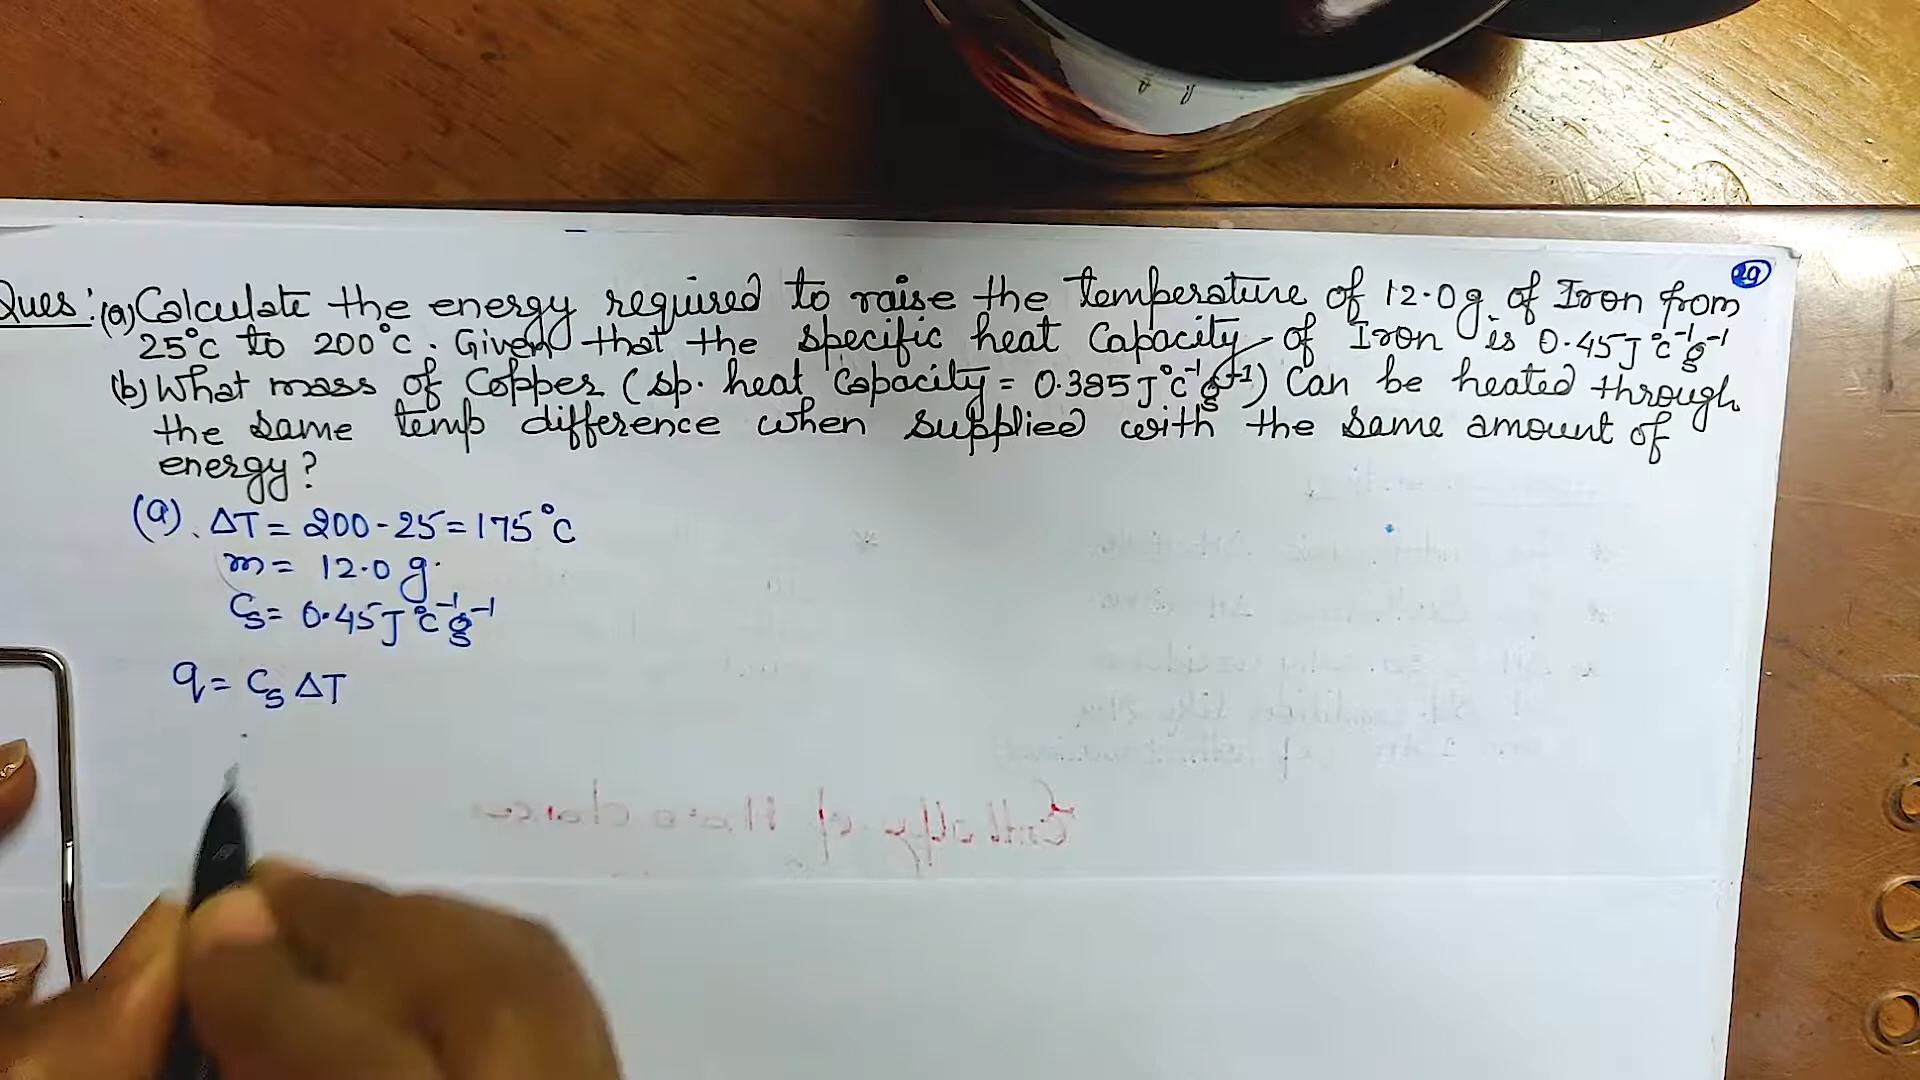 29
Ques: (a) Calculate the energy required to raise the temperature of 12.0g of Iron from
25°C to 200°C. Given that the specific heat Capacity of Iron is 0.45 J °C⁻¹ g⁻¹
(b) What mass of Copper (sp. heat Capacity = 0.385 J °C⁻¹ g⁻¹) Can be heated through
the same temp difference when supplied with the same amount of
energy?
(a). ΔT = 200 - 25 = 175°C
m = 12.0 g.
Cs = 0.45 J °C⁻¹ g⁻¹
q = Cs ΔT